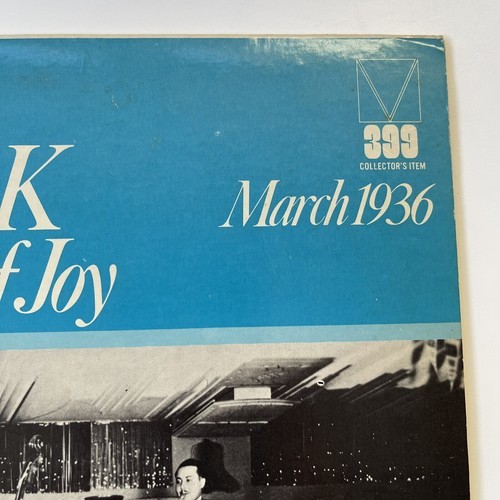 399
COLLECTOR'S ITEM
K
March 1936
f Joy